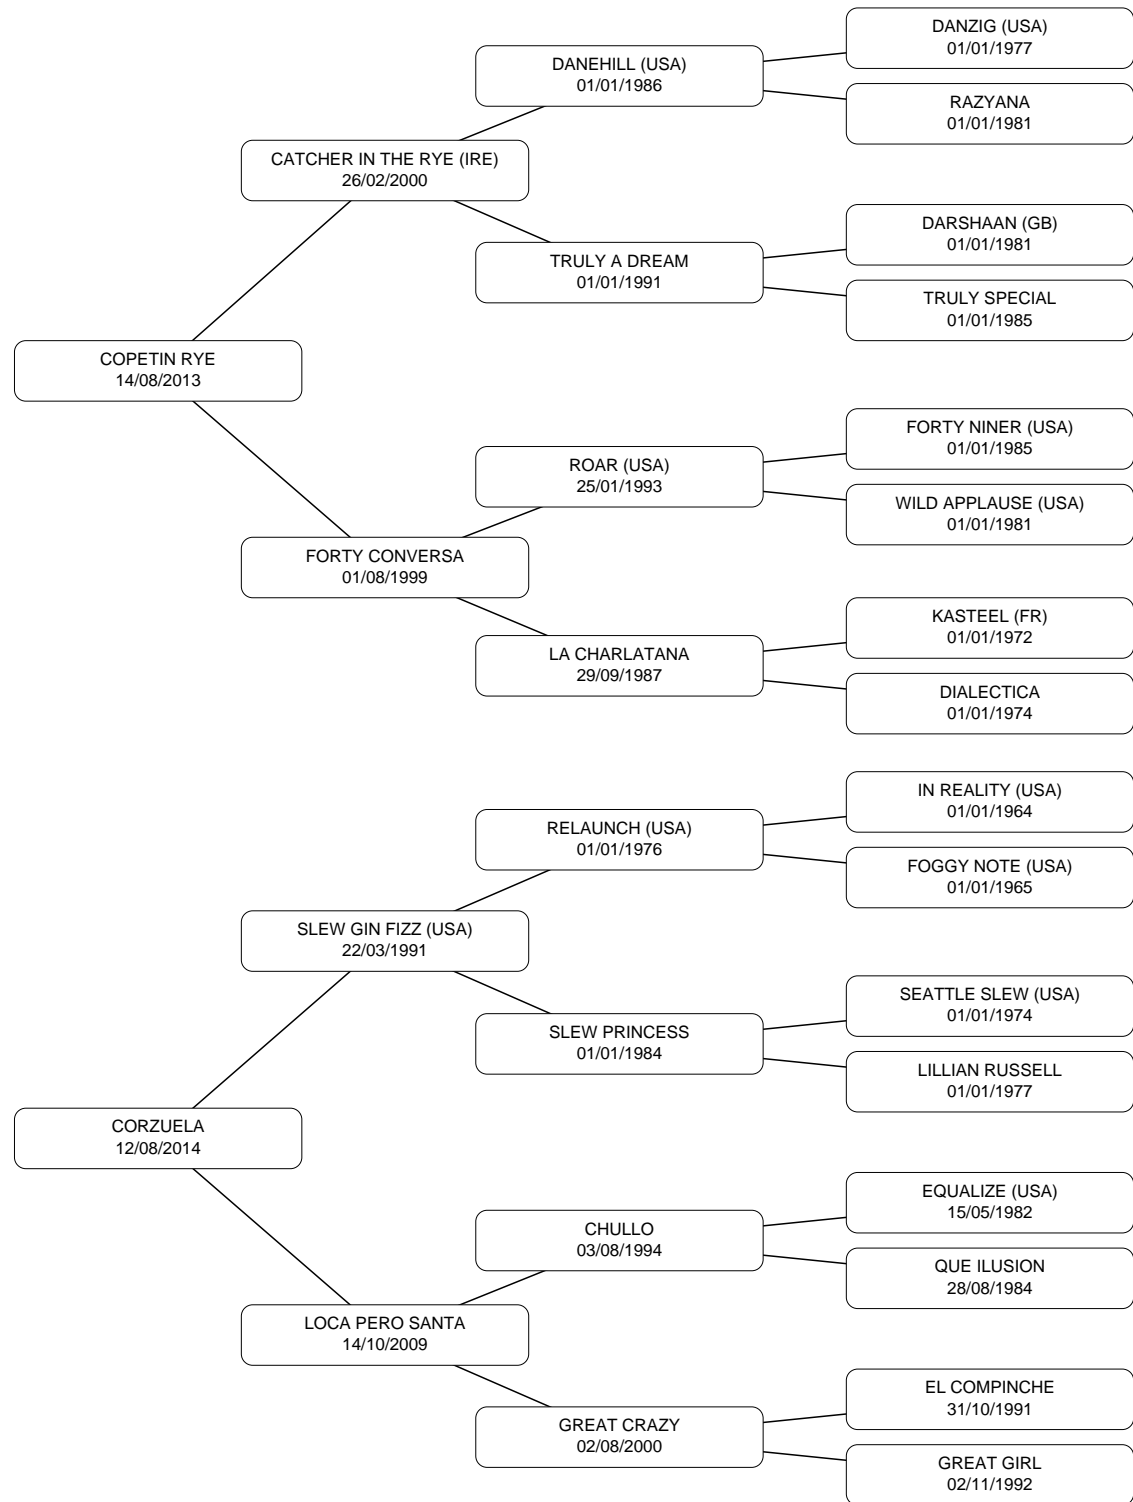 DANZIG (USA)
01/01/1977
DANEHILL (USA)
01/01/1986
RAZYANA
01/01/1981
CATCHER IN THE RYE (IRE)
26/02/2000
DARSHAAN (GB)
01/01/1981
TRULY A DREAM
01/01/1991
TRULY SPECIAL
01/01/1985
COPETIN RYE
14/08/2013
FORTY NINER (USA)
01/01/1985
ROAR (USA)
25/01/1993
WILD APPLAUSE (USA)
01/01/1981
FORTY CONVERSA
01/08/1999
KASTEEL (FR)
01/01/1972
LA CHARLATANA
29/09/1987
DIALECTICA
01/01/1974
IN REALITY (USA)
01/01/1964
RELAUNCH (USA)
01/01/1976
FOGGY NOTE (USA)
01/01/1965
SLEW GIN FIZZ (USA)
22/03/1991
SEATTLE SLEW (USA)
01/01/1974
SLEW PRINCESS
01/01/1984
LILLIAN RUSSELL
01/01/1977
CORZUELA
12/08/2014
EQUALIZE (USA)
15/05/1982
CHULLO
03/08/1994
QUE ILUSION
28/08/1984
LOCA PERO SANTA
14/10/2009
EL COMPINCHE
31/10/1991
GREAT CRAZY
02/08/2000
GREAT GIRL
02/11/1992